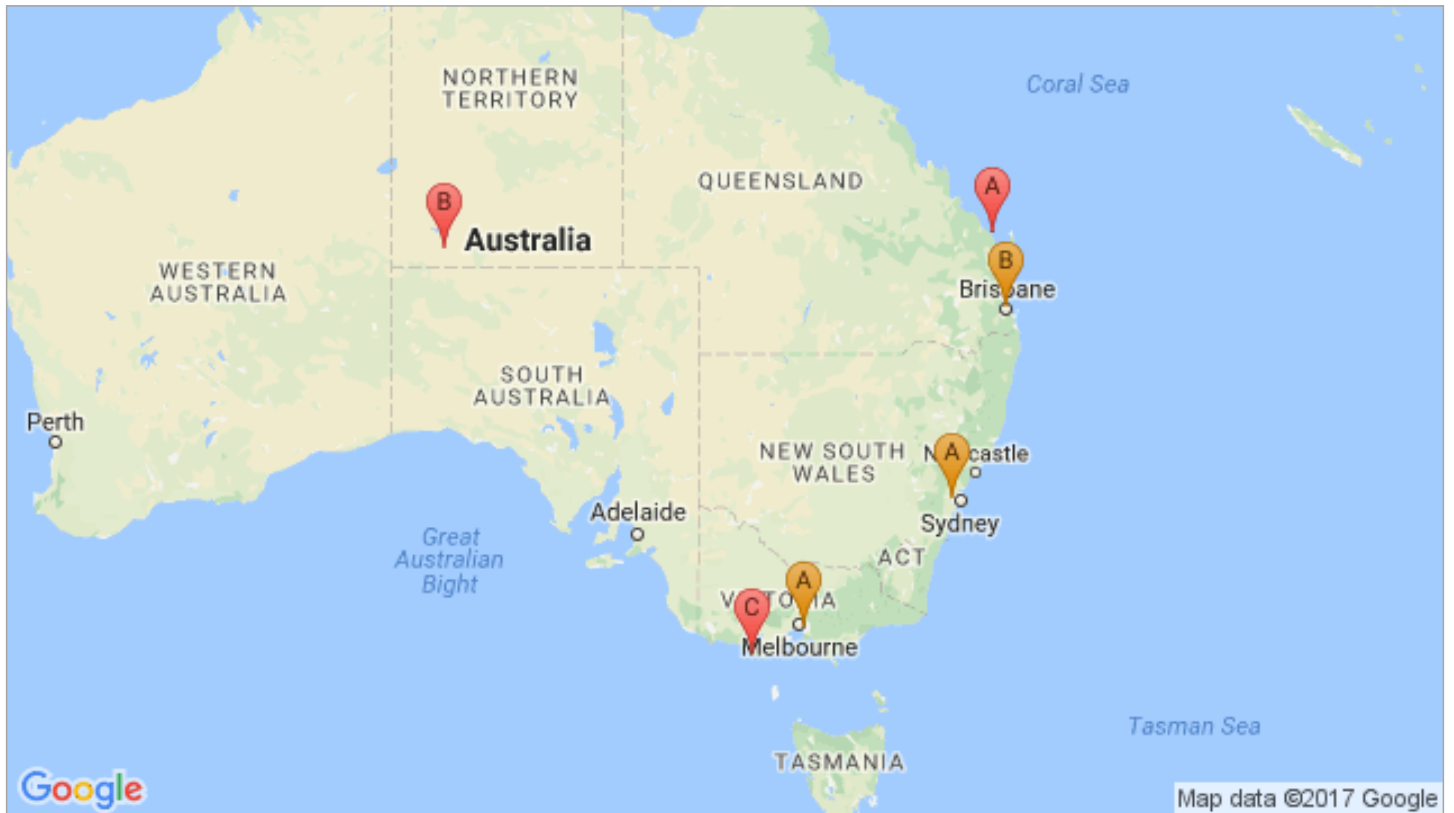 NORTHERN
TERRITORY
Coral Sea
QUEENSLAND
A
B
Australia
B
WESTERN
AUSTRALIA
Brisbane
SOUTH
AUSTRALIA
Perth
NEW SOUTH
WALES
A
Newcastle
Adelaide
Sydney
Great
Australian
Bight
ACT
A
C
VICTORIA
Melbourne
Tasman Sea
TASMANIA
Google
Map data ©2017 Google